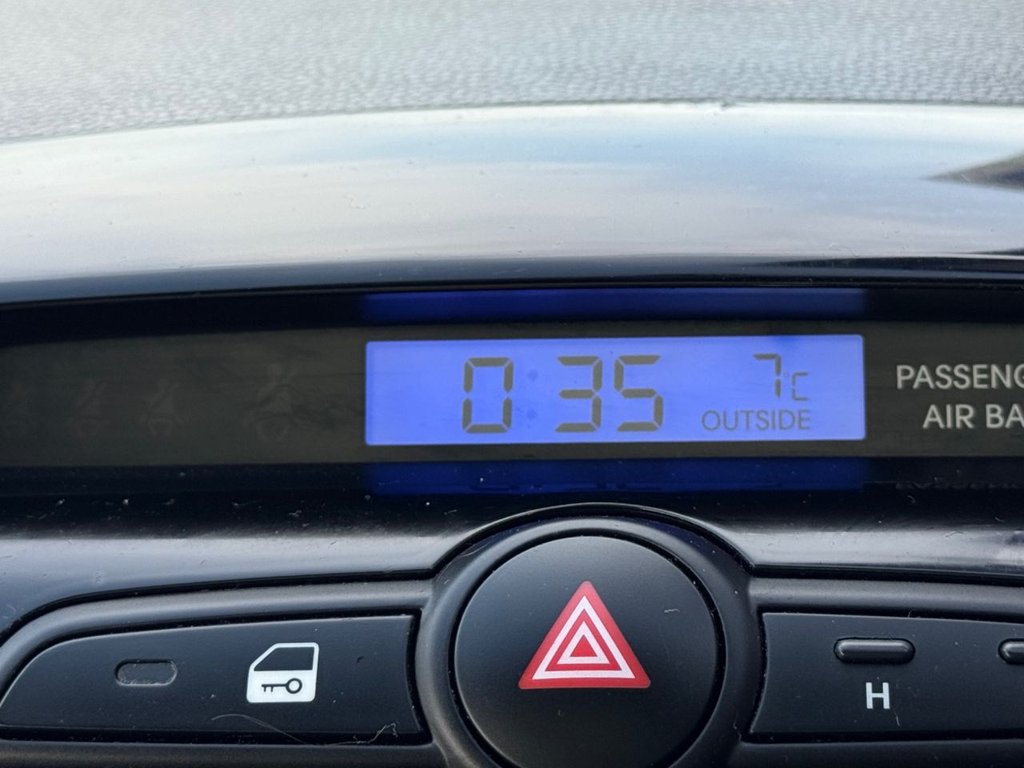 0:35 7°C
OUTSIDE
PASSENG
AIR BA
H